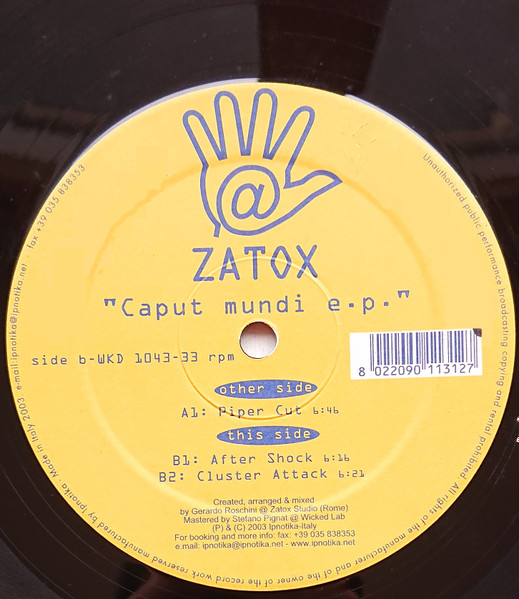 @
ZATOX
"Caput mundi e.p."
side b-WKD 1043-33 rpm
8 022090 113127
other side
A1: Piper Cut 6:46
this side
B1: After Shock 6:16
B2: Cluster Attack 6:21
Created, arranged & mixed
by Gerardo Roschini @ Zatox Studio (Rome)
Mastered by Stefano Pignat @ Wicked Lab
(P) & (C) 2003 Ipnotika-Italy
For booking and more info: fax: +39 035 838353
e.mail: ipnotika@ipnotika.net - www.ipnotika.net
Unauthorized public performance broadcasting copying and rental prohibited. All rights of the manufacturer and of the owner of the record work reserved manufactured by Ipnotika. Made in Italy 2003 e-mail:ipnotika@ipnotika.net fax +39 035 838353